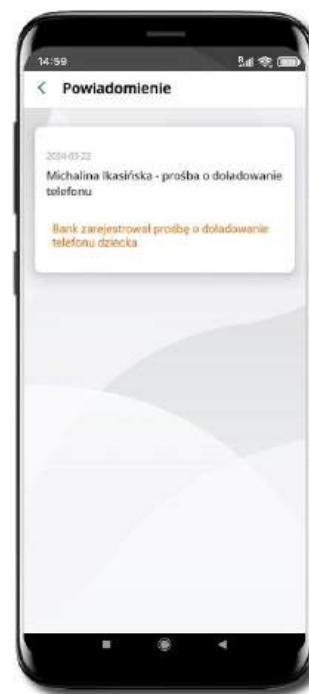 14:59
Powiadomienie
2024-03-22
Michalina Ikasińska - prośba o doładowanie
telefonu
Bank zarejestrował prośbę o doładowanie
telefonu dziecka